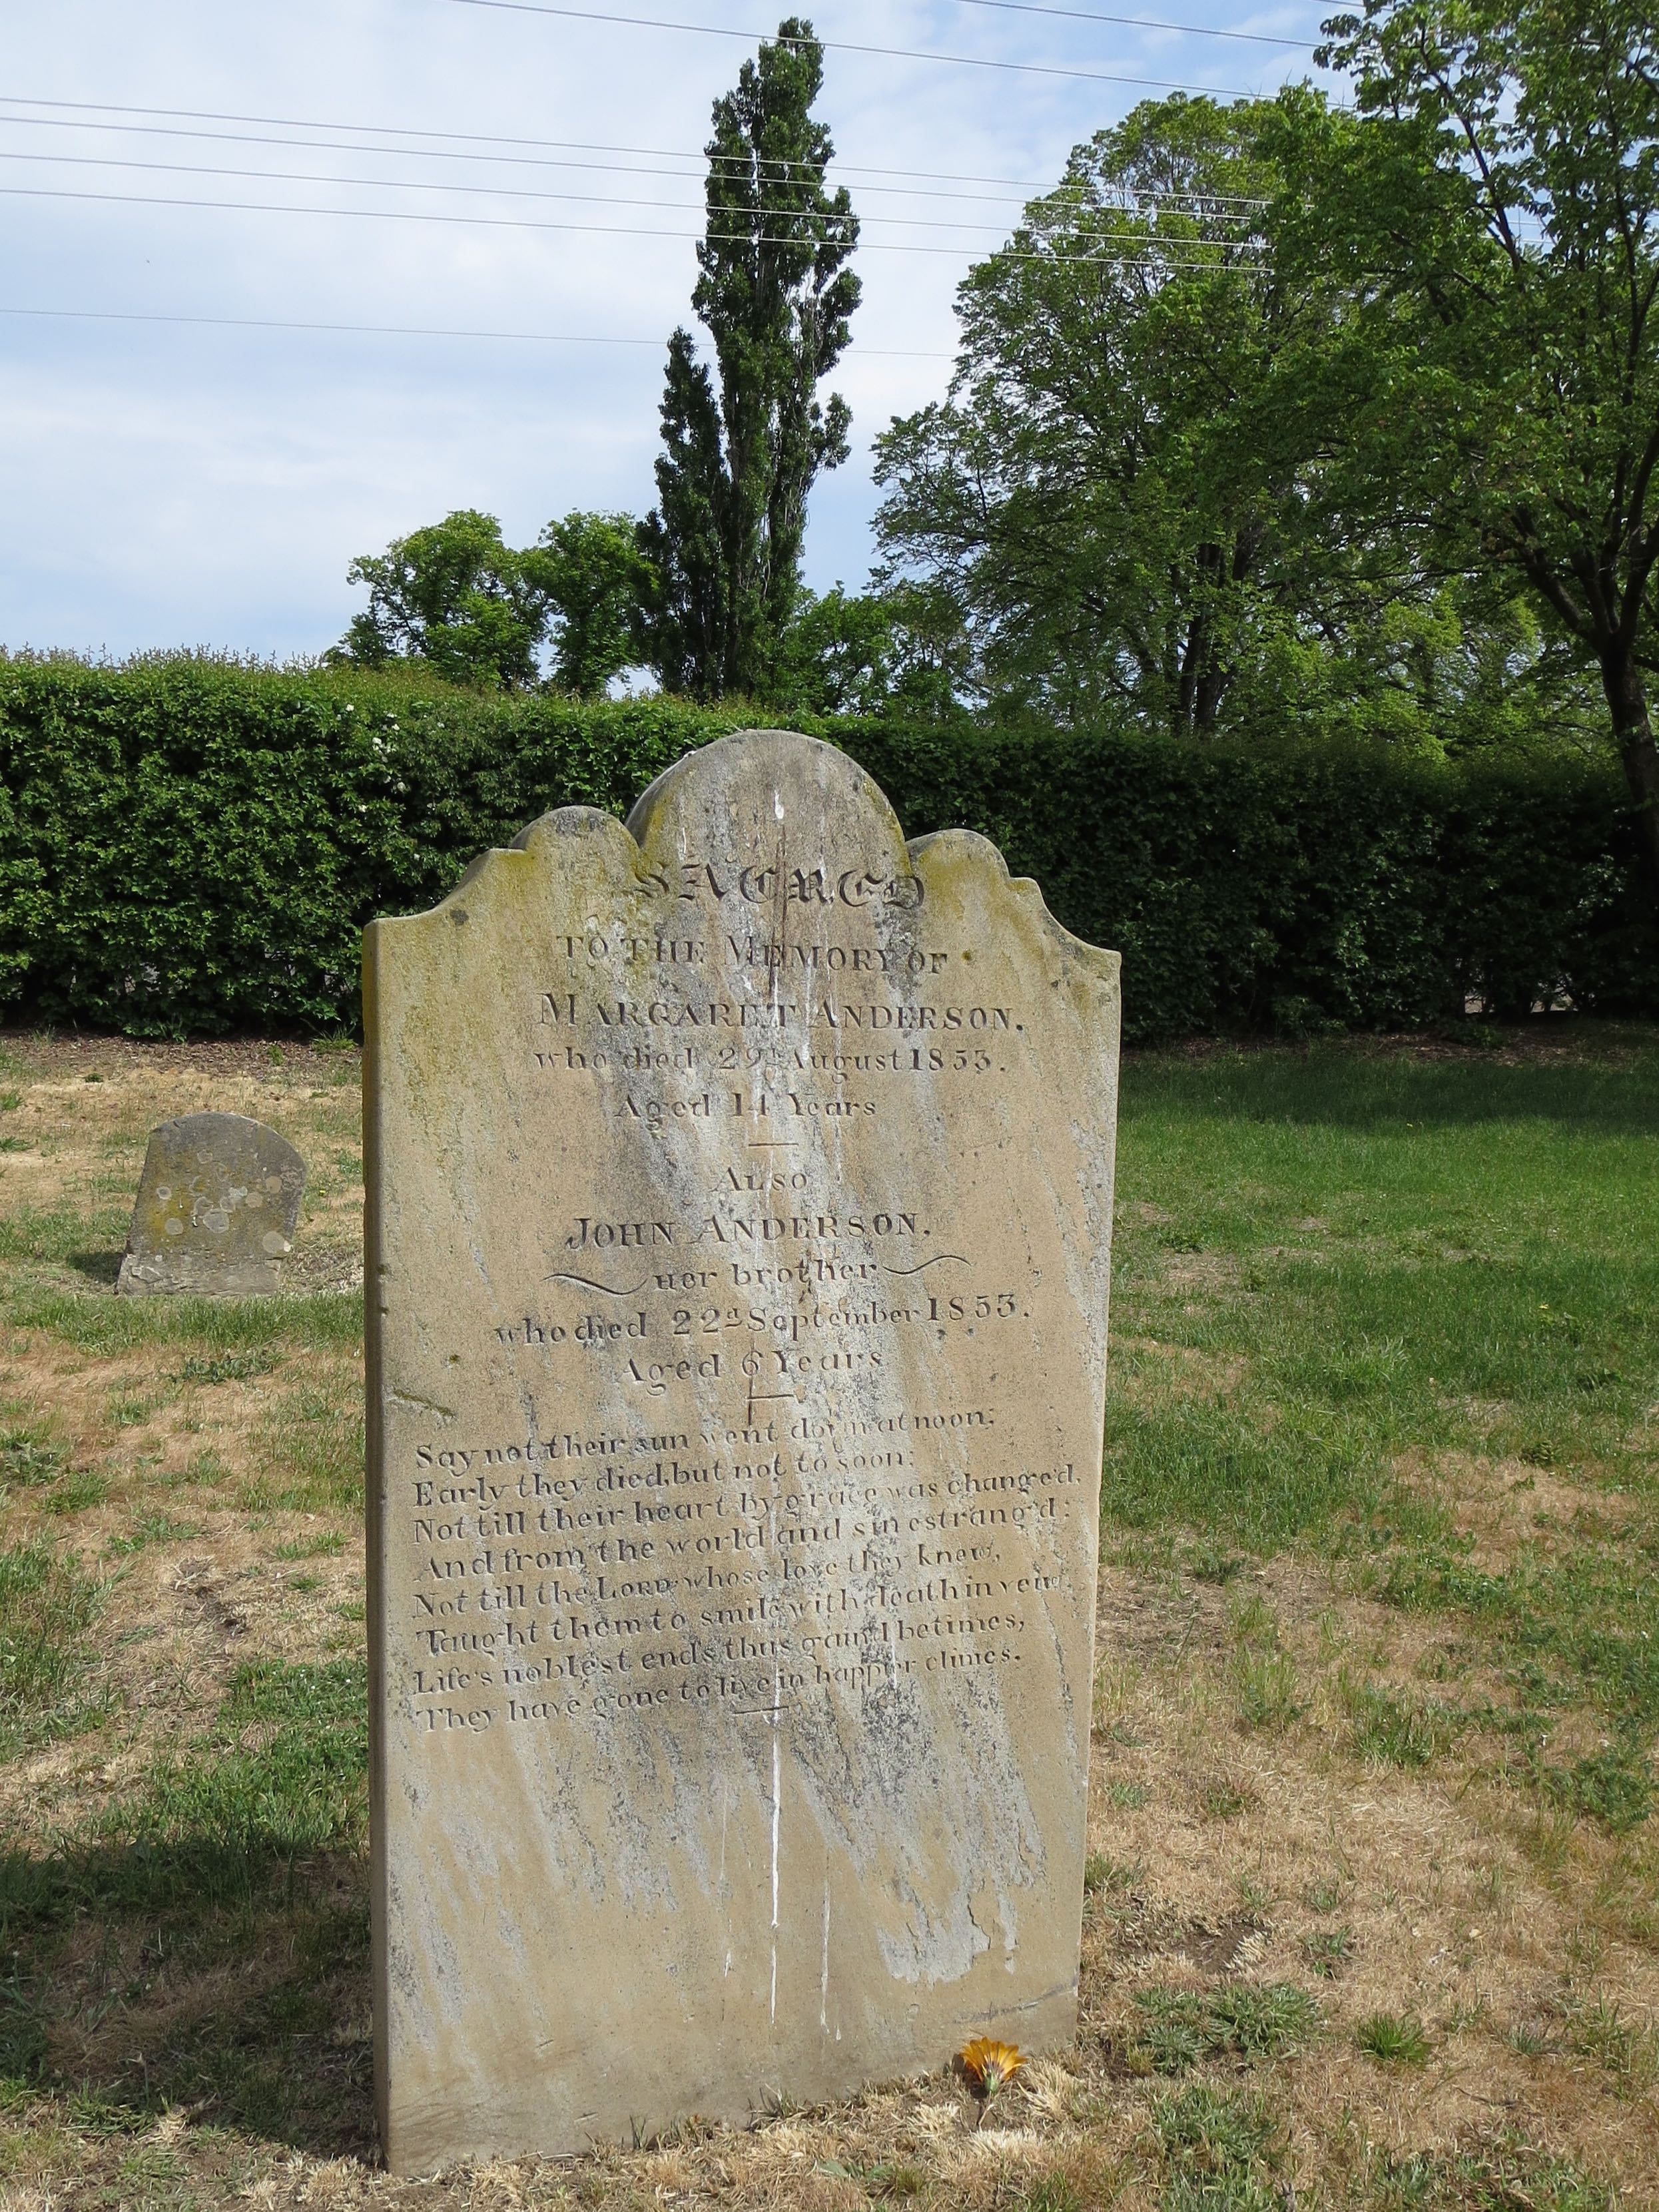 SACRED
TO THE MEMORY OF
MARGARET ANDERSON.
who died 29th August 1853.
Aged 14 Years
ALSO
JOHN ANDERSON.
her brother
who died 22d September 1853.
Aged 6 Years
Say not their sun went down at noon;
Early they died, but not to soon;
Not till their heart by grace was changed,
And from the world and sin estrang'd;
Not till the LORD, whose love they knew,
Taught them to smile with death in veiw
Life's noblest ends thus gain'd betimes,
They have gone to live in happier climes.